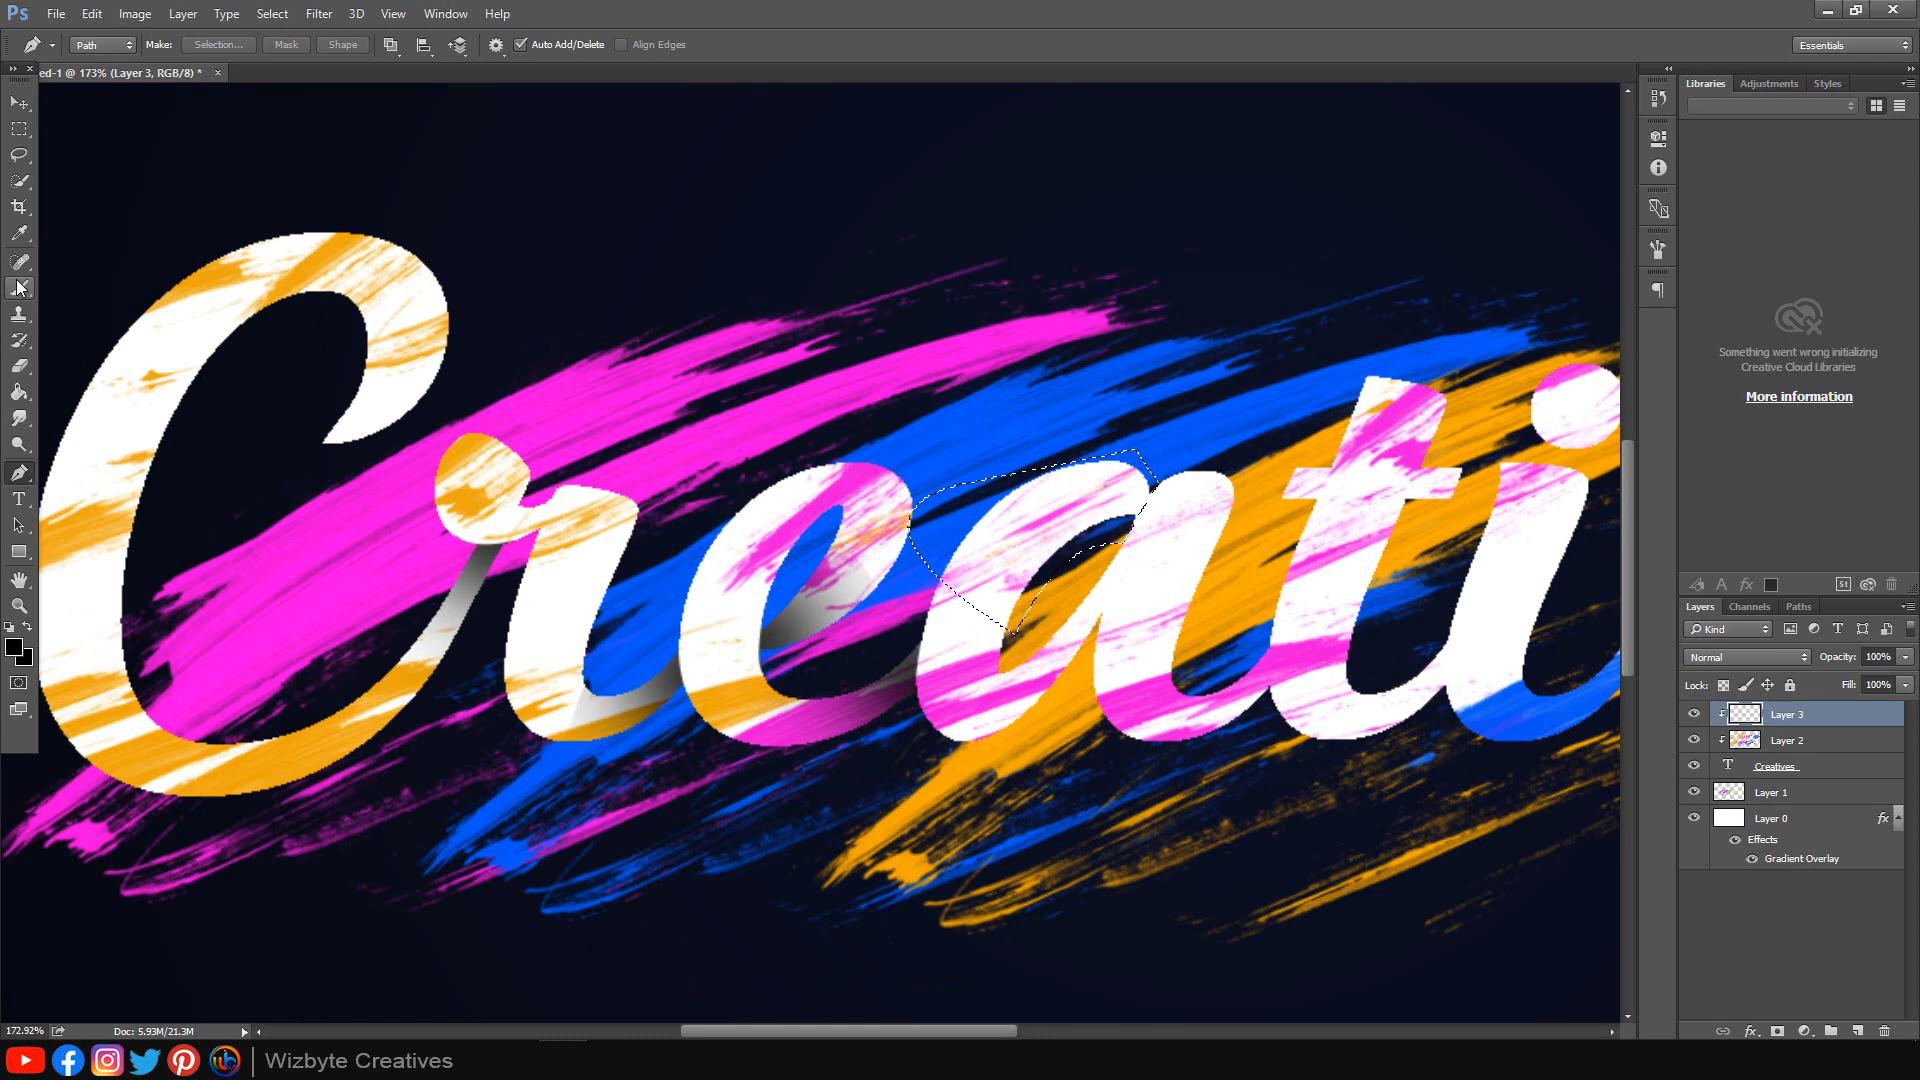 Ps File Edit Image Layer Type Select Filter 3D View Window Help
Path Make: Selection... Mask Shape Auto Add/Delete Align Edges Essentials
ed-1 @ 173% (Layer 3, RGB/8) *
Libraries Adjustments Styles
Creati
Something went wrong initializing
Creative Cloud Libraries
More information
St
Layers Channels Paths
Kind
Normal Opacity: 100%
Lock: Fill: 100%
Layer 3
Layer 2
Creatives
Layer 1
Layer 0 fx
Effects
Gradient Overlay
172.92% Doc: 5.93M/21.3M
Wizbyte Creatives